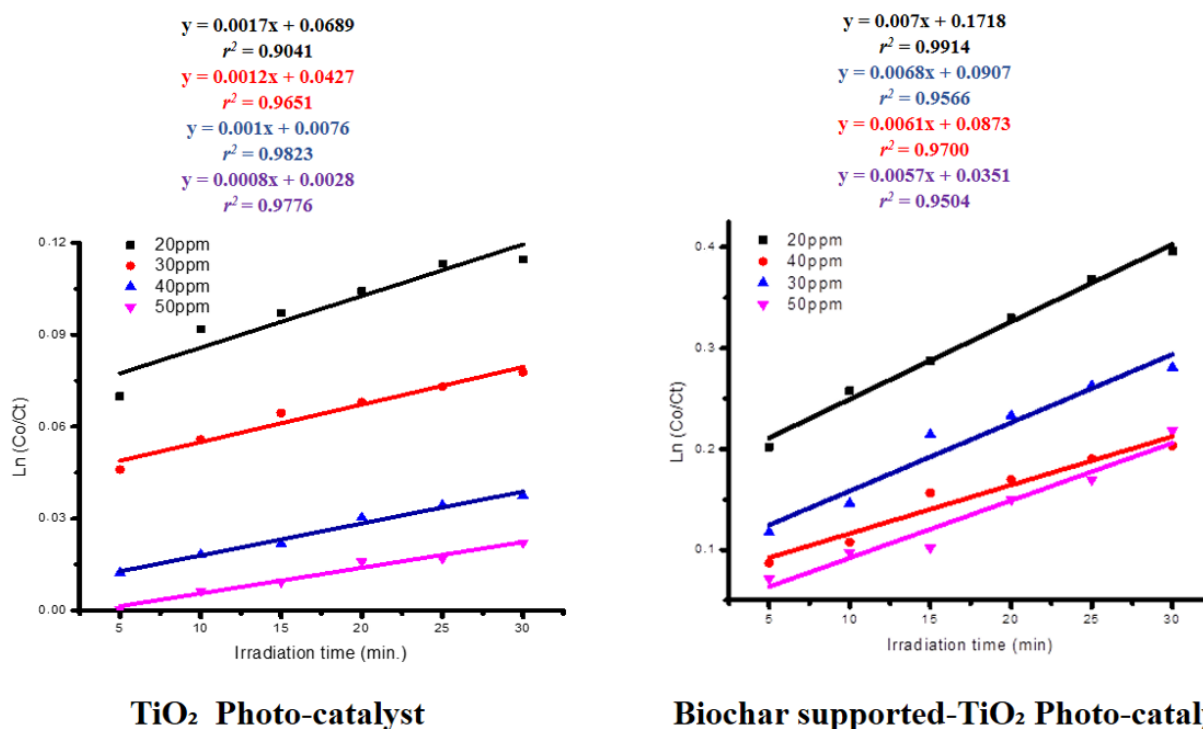 y = 0.0017x + 0.0689
r² = 0.9041
y = 0.0012x + 0.0427
r² = 0.9651
y = 0.001x + 0.0076
r² = 0.9823
y = 0.0008x + 0.0028
r² = 0.9776
0.12
0.09
0.06
0.03
0.00
Ln (Co/Ct)
20ppm
30ppm
40ppm
50ppm
5 10 15 20 25 30
Irradiation time (min.)
TiO₂ Photo-catalyst
y = 0.007x + 0.1718
r² = 0.9914
y = 0.0068x + 0.0907
r² = 0.9566
y = 0.0061x + 0.0873
r² = 0.9700
y = 0.0057x + 0.0351
r² = 0.9504
0.4
0.3
0.2
0.1
Ln (Co/Ct)
20ppm
40ppm
30ppm
50ppm
5 10 15 20 25 30
Irradiation time (min)
Biochar supported-TiO₂ Photo-cataly